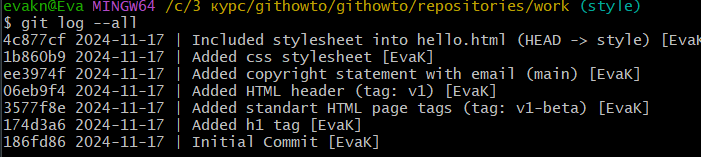 evakn@Eva MINGW64 /c/3 курс/githowto/githowto/repositories/work (style)
$ git log --all
4c877cf 2024-11-17 | Included stylesheet into hello.html (HEAD -> style) [EvaK
1b860b9 2024-11-17 | Added css stylesheet [EvaK]
ee3974f 2024-11-17 | Added copyright statement with email (main) [EvaK]
06eb9f4 2024-11-17 | Added HTML header (tag: v1) [EvaK]
3577f8e 2024-11-17 | Added standart HTML page tags (tag: v1-beta) [EvaK]
174d3a6 2024-11-17 | Added h1 tag [EvaK]
186fd86 2024-11-17 | Initial Commit [EvaK]